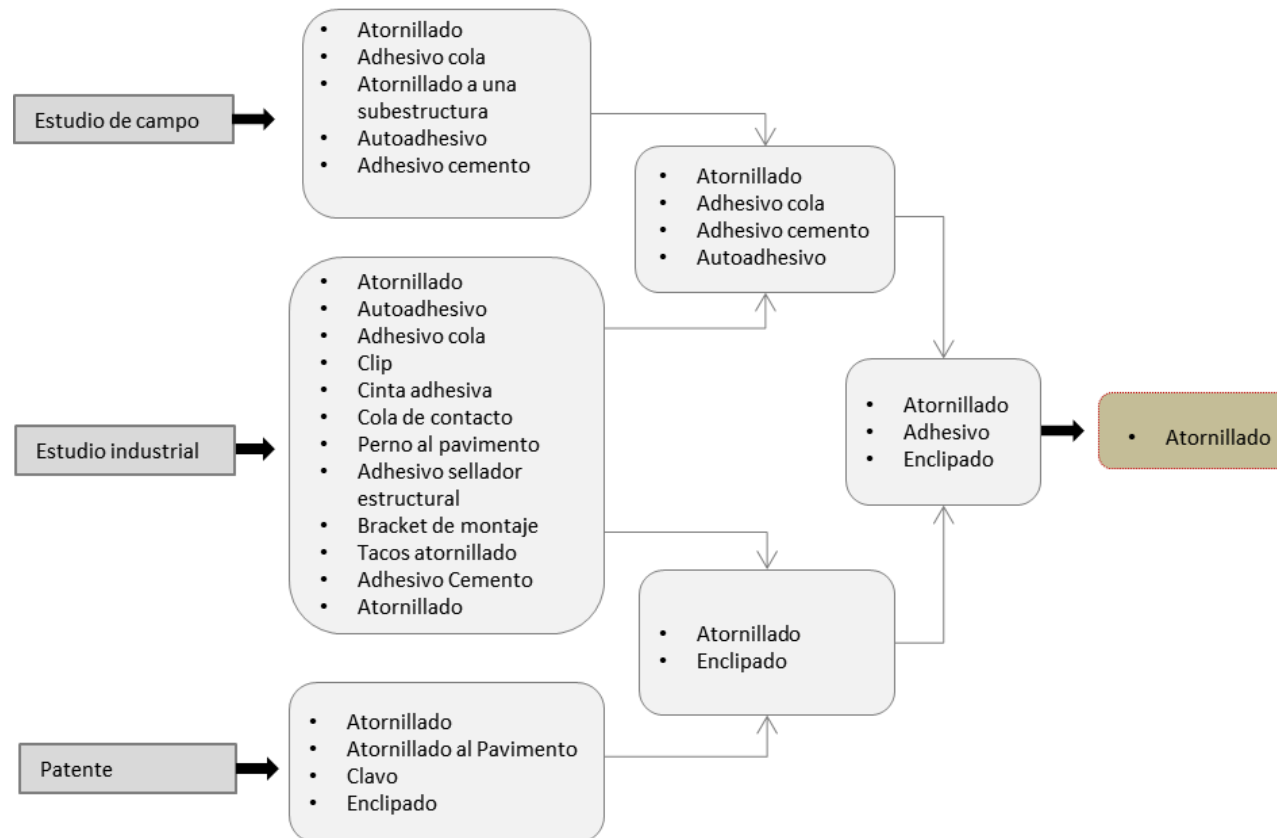 Estudio de campo
• Atornillado
• Adhesivo cola
• Atornillado a una
subestructura
• Autoadhesivo
• Adhesivo cemento
• Atornillado
• Adhesivo cola
• Adhesivo cemento
• Autoadhesivo
Estudio industrial
• Atornillado
• Autoadhesivo
• Adhesivo cola
• Clip
• Cinta adhesiva
• Cola de contacto
• Perno al pavimento
• Adhesivo sellador
estructural
• Bracket de montaje
• Tacos atornillado
• Adhesivo Cemento
• Atornillado
• Atornillado
• Adhesivo
• Enclipado
• Atornillado
• Atornillado
• Enclipado
Patente
• Atornillado
• Atornillado al Pavimento
• Clavo
• Enclipado